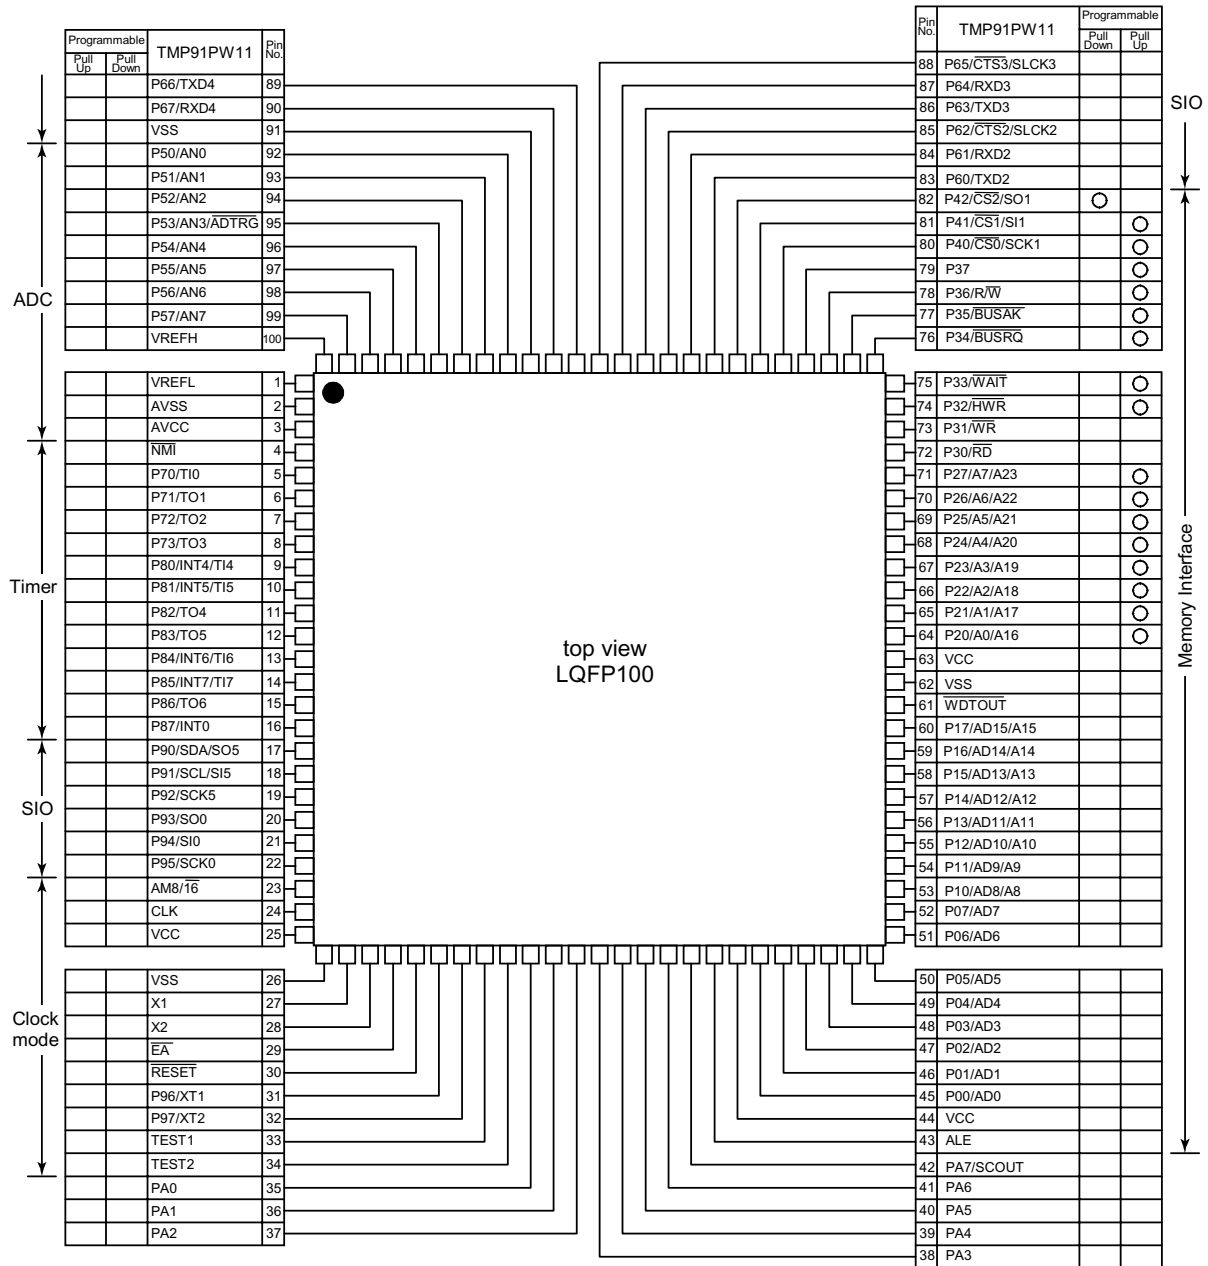 Programmable
Pull Up
Pull Down
TMP91PW11
Pin No.
P66/TXD4 89
P67/RXD4 90
VSS 91
P50/AN0 92
P51/AN1 93
P52/AN2 94
P53/AN3/ADTRG 95
P54/AN4 96
P55/AN5 97
P56/AN6 98
P57/AN7 99
VREFH 100
ADC
VREFL 1
AVSS 2
AVCC 3
NMI 4
P70/TI0 5
P71/TO1 6
P72/TO2 7
P73/TO3 8
P80/INT4/TI4 9
P81/INT5/TI5 10
P82/TO4 11
P83/TO5 12
P84/INT6/TI6 13
P85/INT7/TI7 14
P86/TO6 15
P87/INT0 16
Timer
P90/SDA/SO5 17
P91/SCL/SI5 18
P92/SCK5 19
P93/SO0 20
P94/SI0 21
P95/SCK0 22
SIO
AM8/16 23
CLK 24
VCC 25
VSS 26
X1 27
X2 28
EA 29
RESET 30
P96/XT1 31
P97/XT2 32
TEST1 33
TEST2 34
Clock mode
PA0 35
PA1 36
PA2 37
top view
LQFP100
Pin No.
TMP91PW11
Programmable
Pull Down
Pull Up
88 P65/CTS3/SLCK3
87 P64/RXD3
86 P63/TXD3
85 P62/CTS2/SLCK2
84 P61/RXD2
83 P60/TXD2
SIO
82 P42/CS2/SO1
81 P41/CS1/SI1
80 P40/CS0/SCK1
79 P37
78 P36/R/W
77 P35/BUSAK
76 P34/BUSRQ
75 P33/WAIT
74 P32/HWR
73 P31/WR
72 P30/RD
71 P27/A7/A23
70 P26/A6/A22
69 P25/A5/A21
68 P24/A4/A20
67 P23/A3/A19
66 P22/A2/A18
65 P21/A1/A17
64 P20/A0/A16
63 VCC
62 VSS
61 WDTOUT
60 P17/AD15/A15
59 P16/AD14/A14
58 P15/AD13/A13
57 P14/AD12/A12
56 P13/AD11/A11
55 P12/AD10/A10
54 P11/AD9/A9
53 P10/AD8/A8
52 P07/AD7
51 P06/AD6
50 P05/AD5
49 P04/AD4
48 P03/AD3
47 P02/AD2
46 P01/AD1
45 P00/AD0
44 VCC
43 ALE
Memory Interface
42 PA7/SCOUT
41 PA6
40 PA5
39 PA4
38 PA3